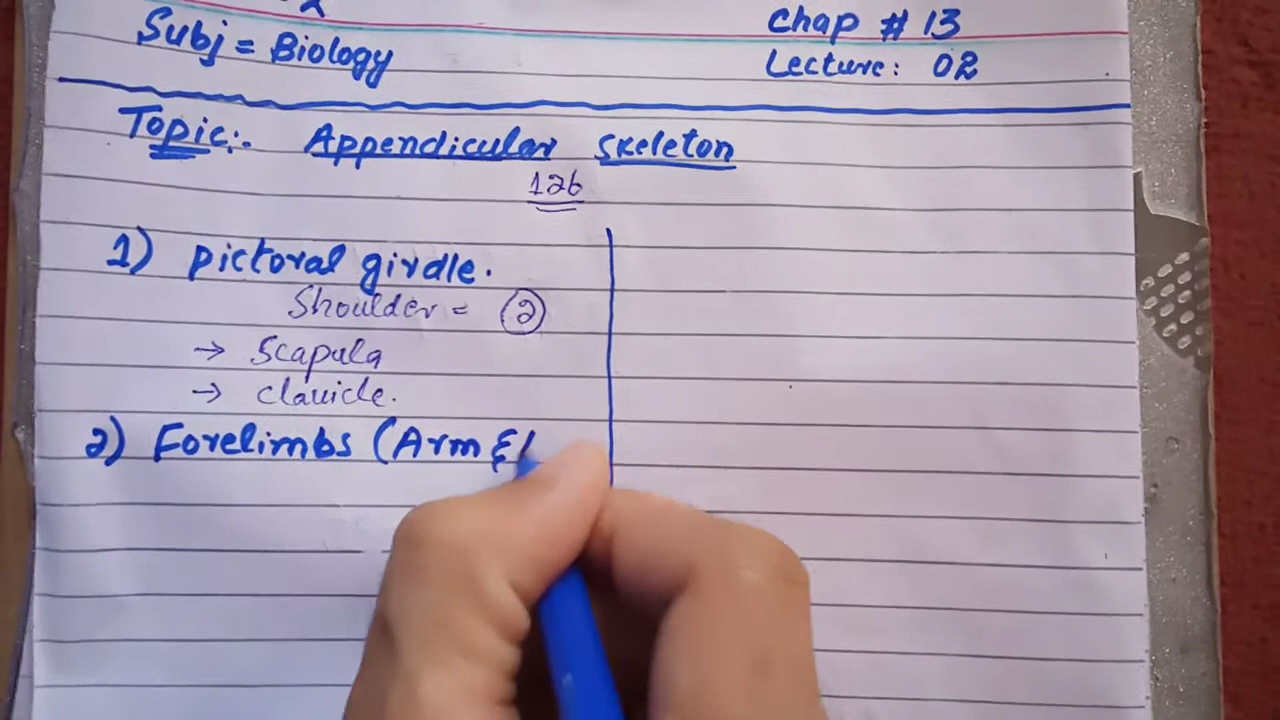 Subj = Biology
Chap # 13
Lecture: 02
Topic:- Appendicular skeleton
126
1) Pictoral girdle.
Shoulder = 2
→ Scapula
→ Clavicle.
2) Forelimbs (Arm &